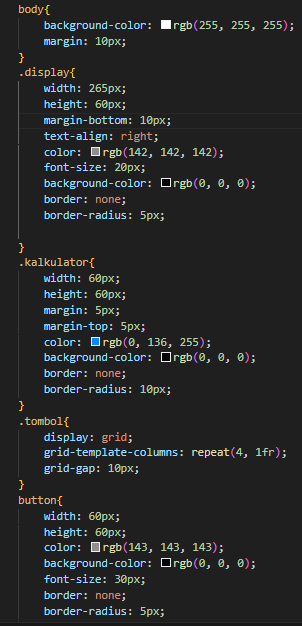 body{
background-color: rgb(255, 255, 255);
margin: 10px;
}
.display{
width: 265px;
height: 60px;
margin-bottom: 10px;
text-align: right;
color: rgb(142, 142, 142);
font-size: 20px;
background-color: rgb(0, 0, 0);
border: none;
border-radius: 5px;
}
.kalkulator{
width: 60px;
height: 60px;
margin: 5px;
margin-top: 5px;
color: rgb(0, 136, 255);
background-color: rgb(0, 0, 0);
border: none;
border-radius: 10px;
}
.tombol{
display: grid;
grid-template-columns: repeat(4, 1fr);
grid-gap: 10px;
}
button{
width: 60px;
height: 60px;
color: rgb(143, 143, 143);
background-color: rgb(0, 0, 0);
font-size: 30px;
border: none;
border-radius: 5px;